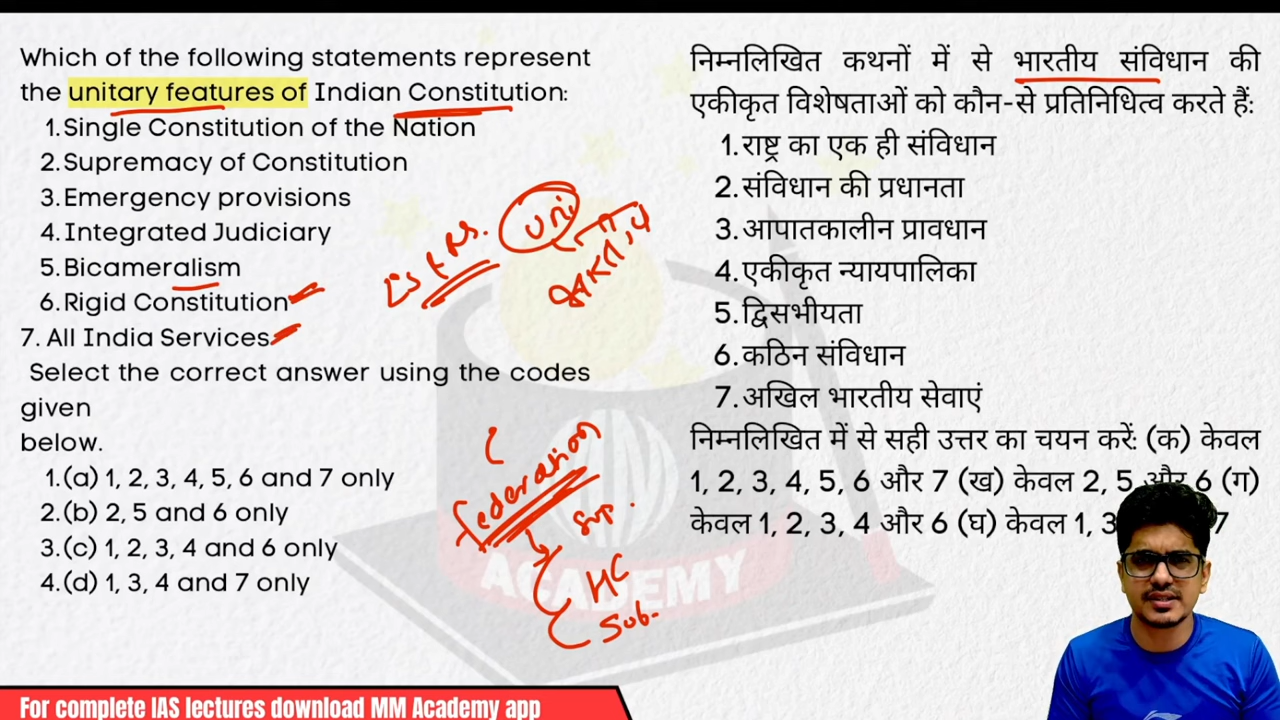 Which of the following statements represent
the unitary features of Indian Constitution:
1. Single Constitution of the Nation
2. Supremacy of Constitution
3. Emergency provisions
4. Integrated Judiciary
5. Bicameralism
6. Rigid Constitution
7. All India Services
Select the correct answer using the codes
given
below.
1. (a) 1, 2, 3, 4, 5, 6 and 7 only
2. (b) 2, 5 and 6 only
3. (c) 1, 2, 3, 4 and 6 only
4. (d) 1, 3, 4 and 7 only
Uni
federation
Sup.
HC
Sub.
ACADEMY
निम्नलिखित कथनों में से भारतीय संविधान की
एकीकृत विशेषताओं को कौन-से प्रतिनिधित्व करते हैं:
1. राष्ट्र का एक ही संविधान
2. संविधान की प्रधानता
3. आपातकालीन प्रावधान
4. एकीकृत न्यायपालिका
5. द्विसभीयता
6. कठिन संविधान
7. अखिल भारतीय सेवाएं
निम्नलिखित में से सही उत्तर का चयन करें: (क) केवल
1, 2, 3, 4, 5, 6 और 7 (ख) केवल 2, 5 और 6 (ग)
केवल 1, 2, 3, 4 और 6 (घ) केवल 1, 3 7
For complete IAS lectures download MM Academy app